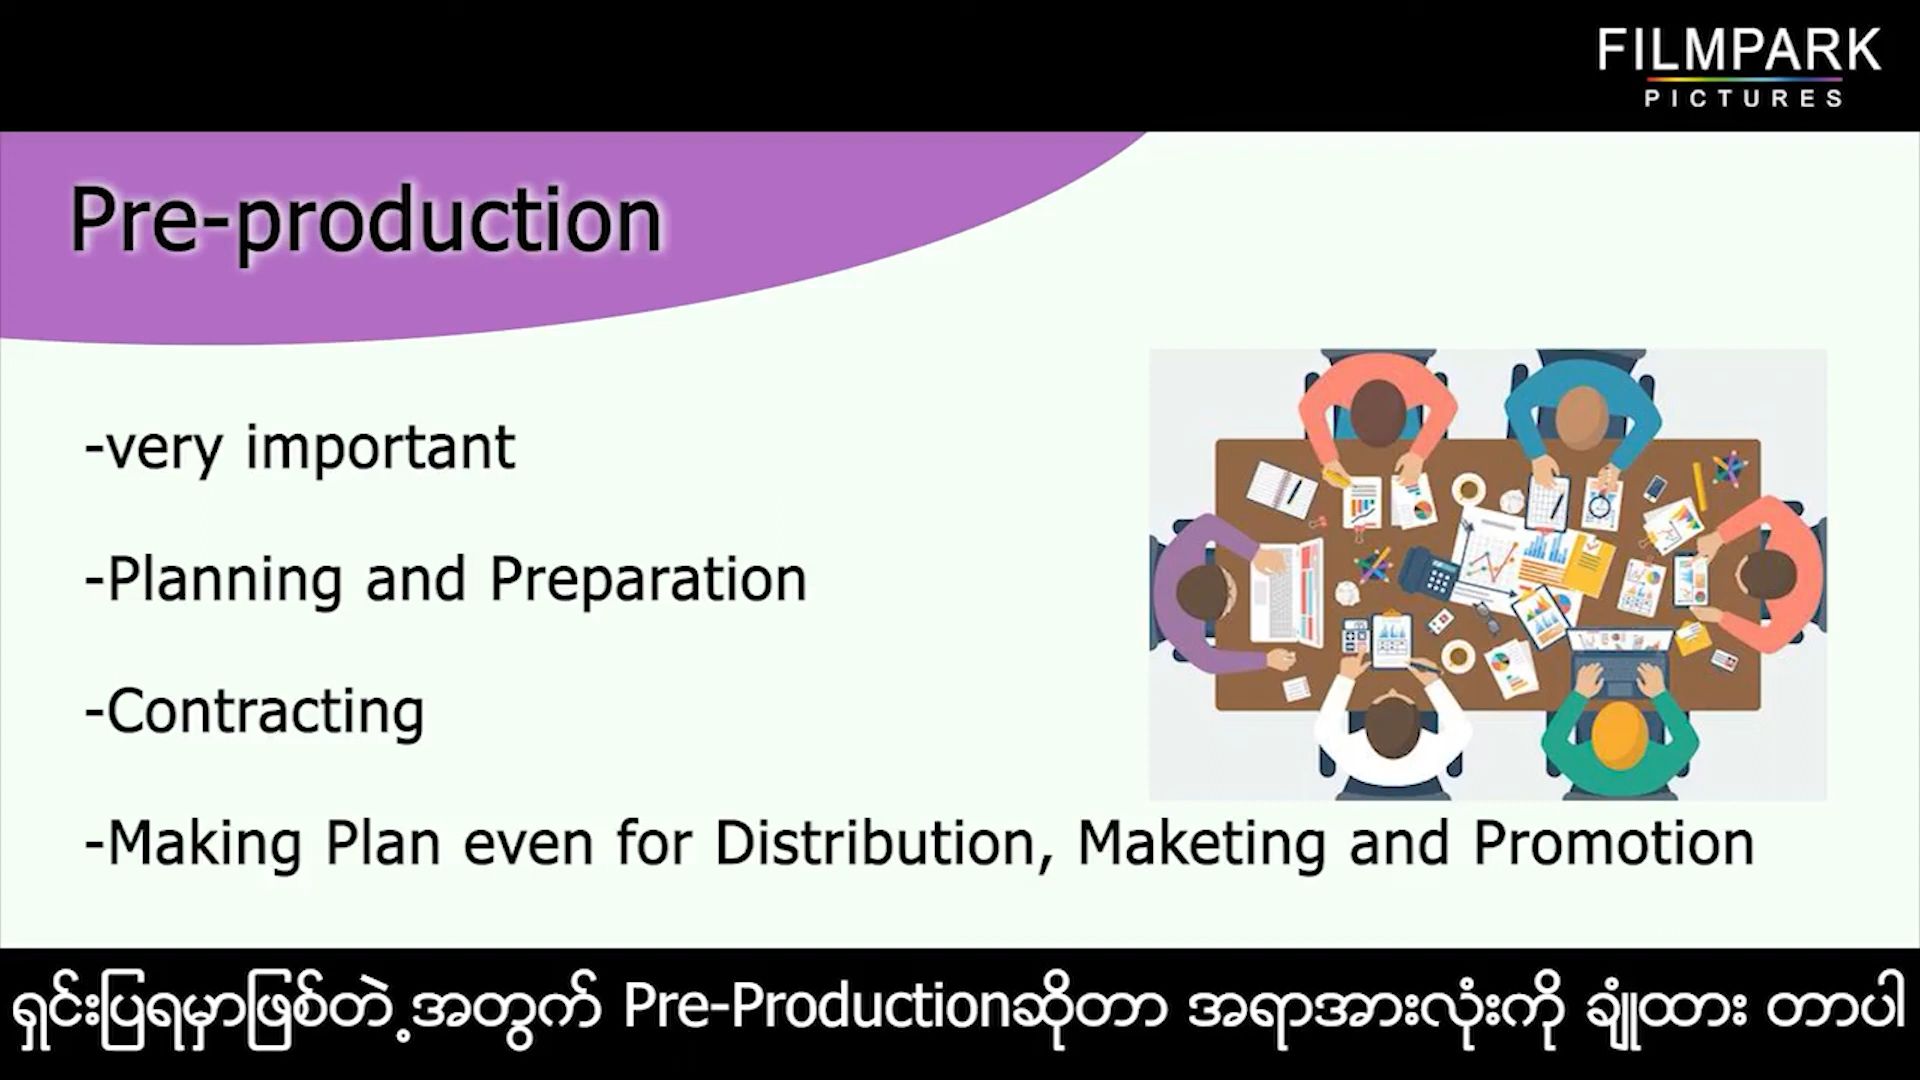 FILMPARK
PICTURES
Pre-production
-very important
-Planning and Preparation
-Contracting
-Making Plan even for Distribution, Maketing and Promotion
ရှင်းပြရမှာဖြစ်တဲ့အတွက် Pre-Productionဆိုတာ အရာအားလုံးကို ချုံထား တာပါ